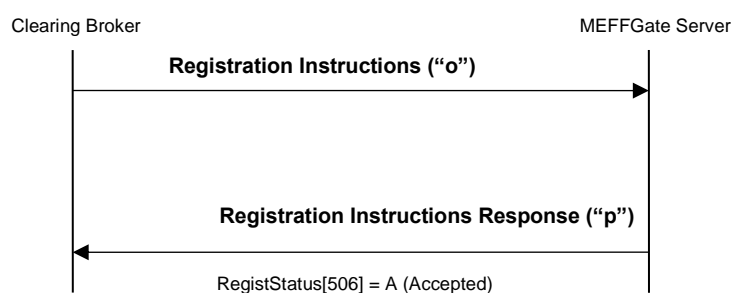 Clearing Broker
MEFFGate Server
Registration Instructions (“o”)
Registration Instructions Response (“p”)
RegistStatus[506] = A (Accepted)